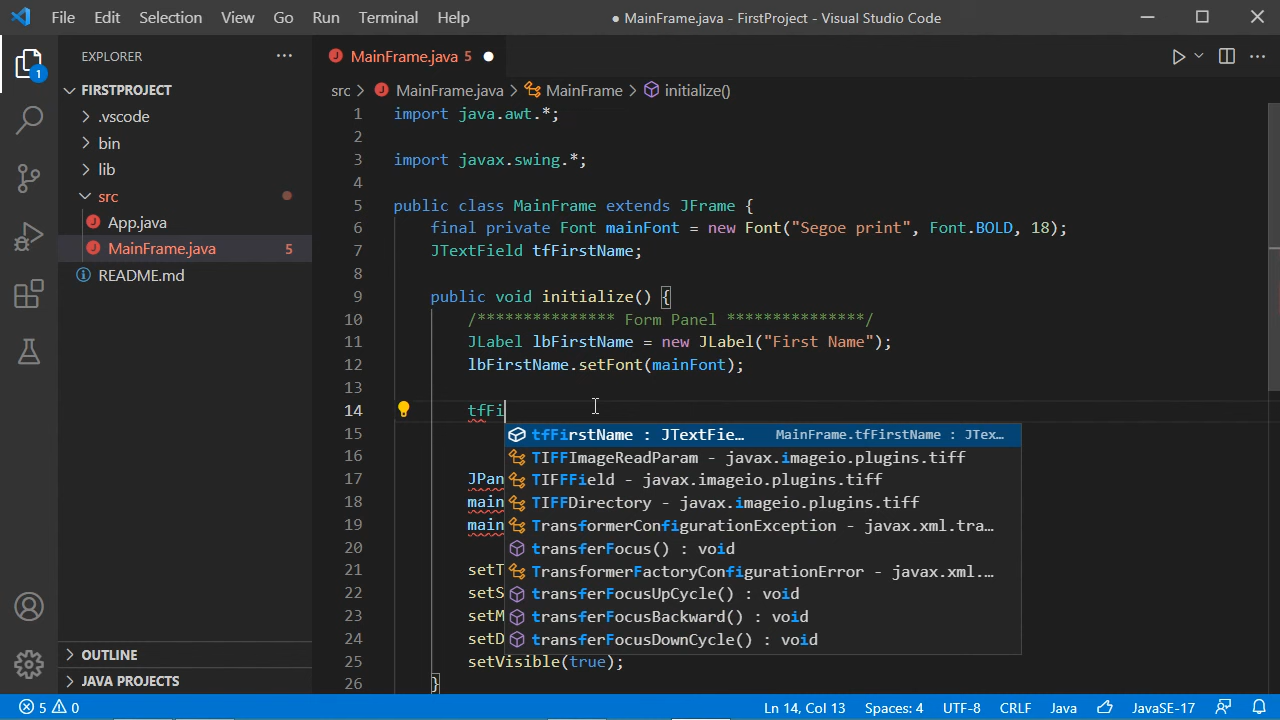 File Edit Selection View Go Run Terminal Help ● MainFrame.java - FirstProject - Visual Studio Code
EXPLORER
MainFrame.java 5
FIRSTPROJECT
src > MainFrame.java > MainFrame > initialize()
.vscode
bin
lib
src
App.java
MainFrame.java 5
README.md
1 import java.awt.*;
2
3 import javax.swing.*;
4
5 public class MainFrame extends JFrame {
6 final private Font mainFont = new Font("Segoe print", Font.BOLD, 18);
7 JTextField tfFirstName;
8
9 public void initialize() {
10 /*************** Form Panel ***************/
11 JLabel lbFirstName = new JLabel("First Name");
12 lbFirstName.setFont(mainFont);
13
14 tfFi
15 tfFirstName : JTextFie… MainFrame.tfFirstName : JTex…
16 TIFFImageReadParam - javax.imageio.plugins.tiff
17 JPan TIFFField - javax.imageio.plugins.tiff
18 main TIFFDirectory - javax.imageio.plugins.tiff
19 main TransformerConfigurationException - javax.xml.tra…
20 transferFocus() : void
21 setT TransformerFactoryConfigurationError - javax.xml.…
22 setS transferFocusUpCycle() : void
23 setM transferFocusBackward() : void
24 setD transferFocusDownCycle() : void
25 setVisible(true);
26 }
OUTLINE
JAVA PROJECTS
1
5 0 Ln 14, Col 13 Spaces: 4 UTF-8 CRLF Java JavaSE-17